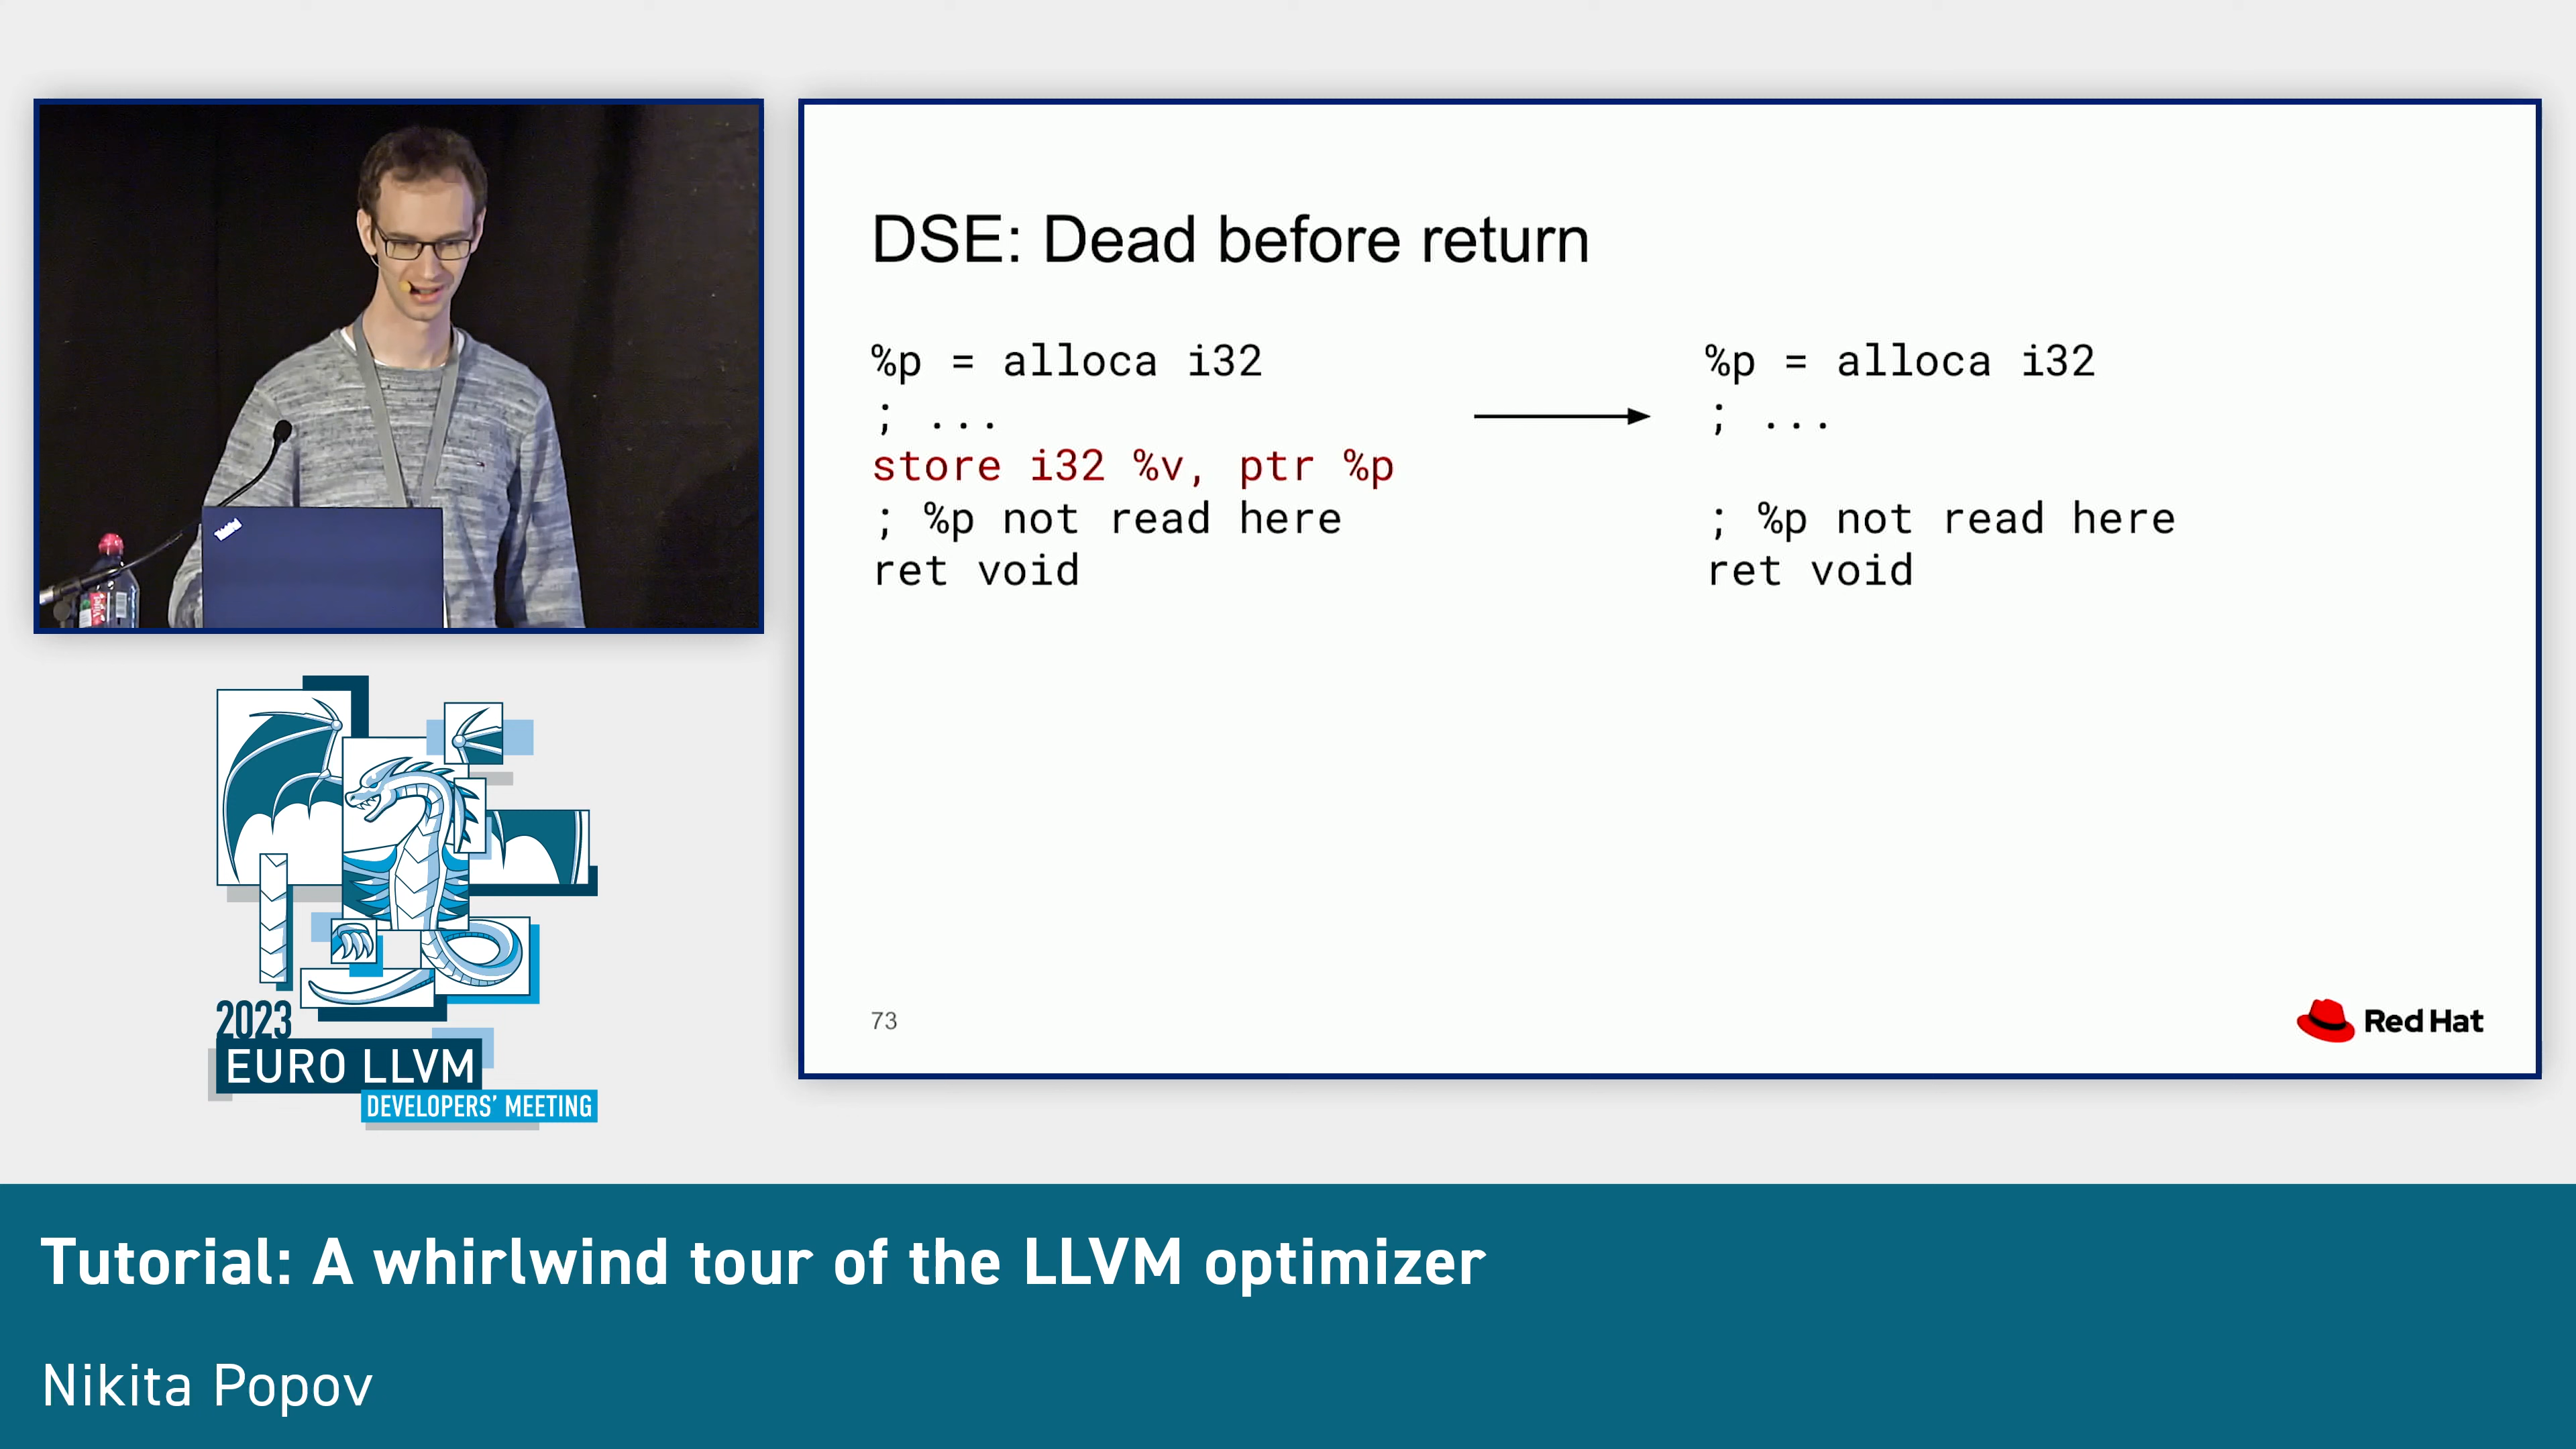 DSE: Dead before return
%p = alloca i32
; ...
store i32 %v, ptr %p
; %p not read here
ret void
%p = alloca i32
; ...
; %p not read here
ret void
73
Red Hat
2023
EURO LLVM
DEVELOPERS' MEETING
Tutorial: A whirlwind tour of the LLVM optimizer
Nikita Popov